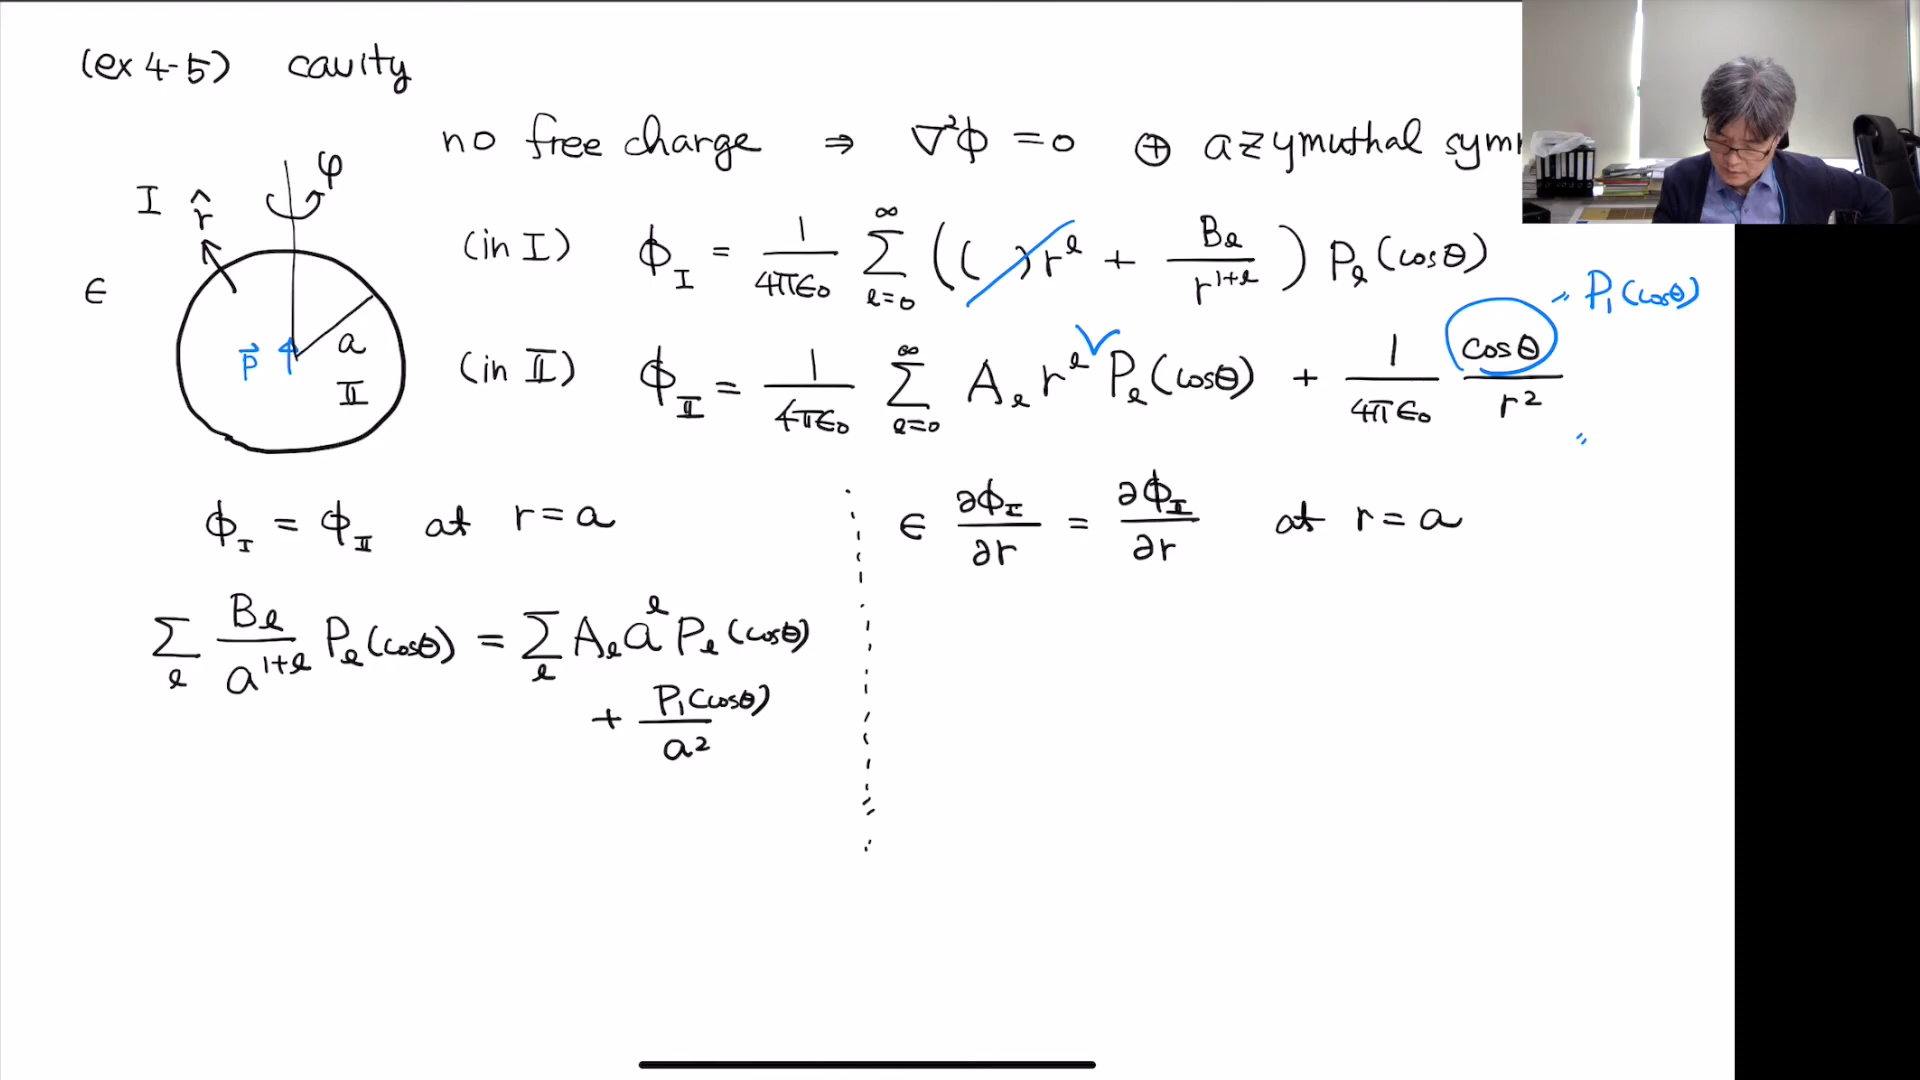 (ex 4-5) cavity
no free charge ⇒ ∇²ϕ = 0 ⊕ azymuthal symm
I r̂ φ
ϵ
p⃗ a
II
(in I) ϕ_I = 1/(4πϵ₀) Σ_{ℓ=0}^{∞} (( )r^ℓ + B_ℓ/r^{1+ℓ}) P_ℓ(cosθ)
= P₁(cosθ)
(in II) ϕ_II = 1/(4πϵ₀) Σ_{ℓ=0}^{∞} A_ℓ r^ℓ P_ℓ(cosθ) + 1/(4πϵ₀) cosθ/r²
ϕ_I = ϕ_II at r = a
Σ_ℓ B_ℓ/a^{1+ℓ} P_ℓ(cosθ) = Σ_ℓ A_ℓ a^ℓ P_ℓ(cosθ)
+ P₁(cosθ)/a²
ϵ ∂ϕ_I/∂r = ∂ϕ_I/∂r at r = a